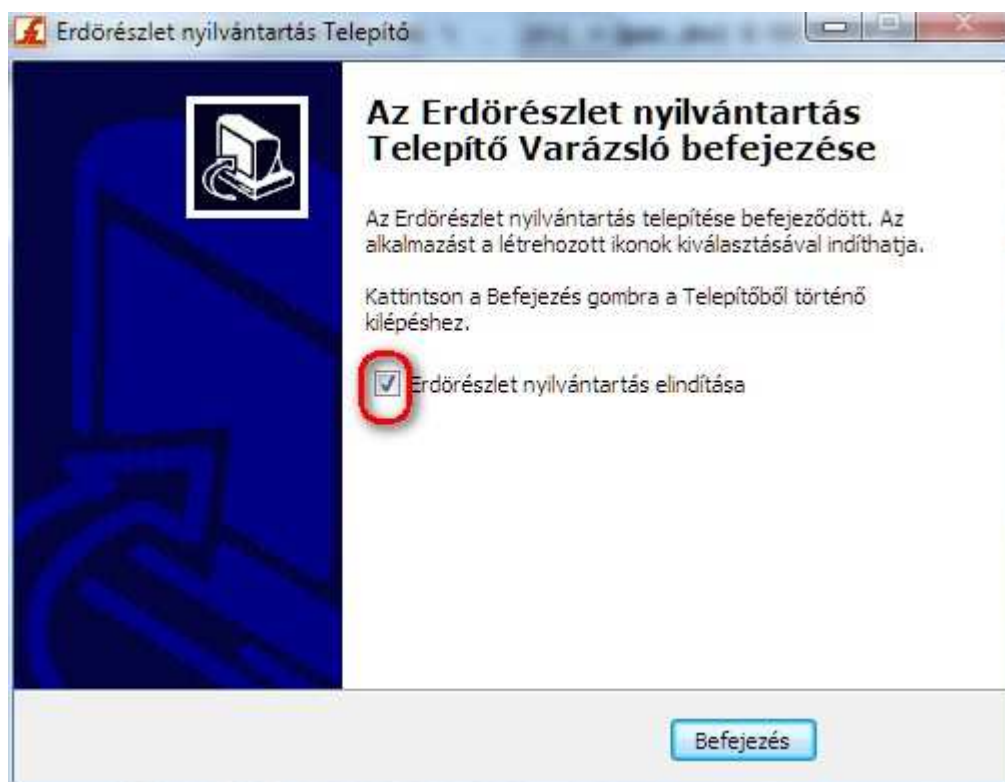 Erdörészlet nyilvántartás Telepítő
Az Erdörészlet nyilvántartás
Telepítő Varázsló befejezése
Az Erdörészlet nyilvántartás telepítése befejeződött. Az
alkalmazást a létrehozott ikonok kiválasztásával indíthatja.
Kattintson a Befejezés gombra a Telepítőből történő
kilépéshez.
Erdörészlet nyilvántartás elindítása
Befejezés